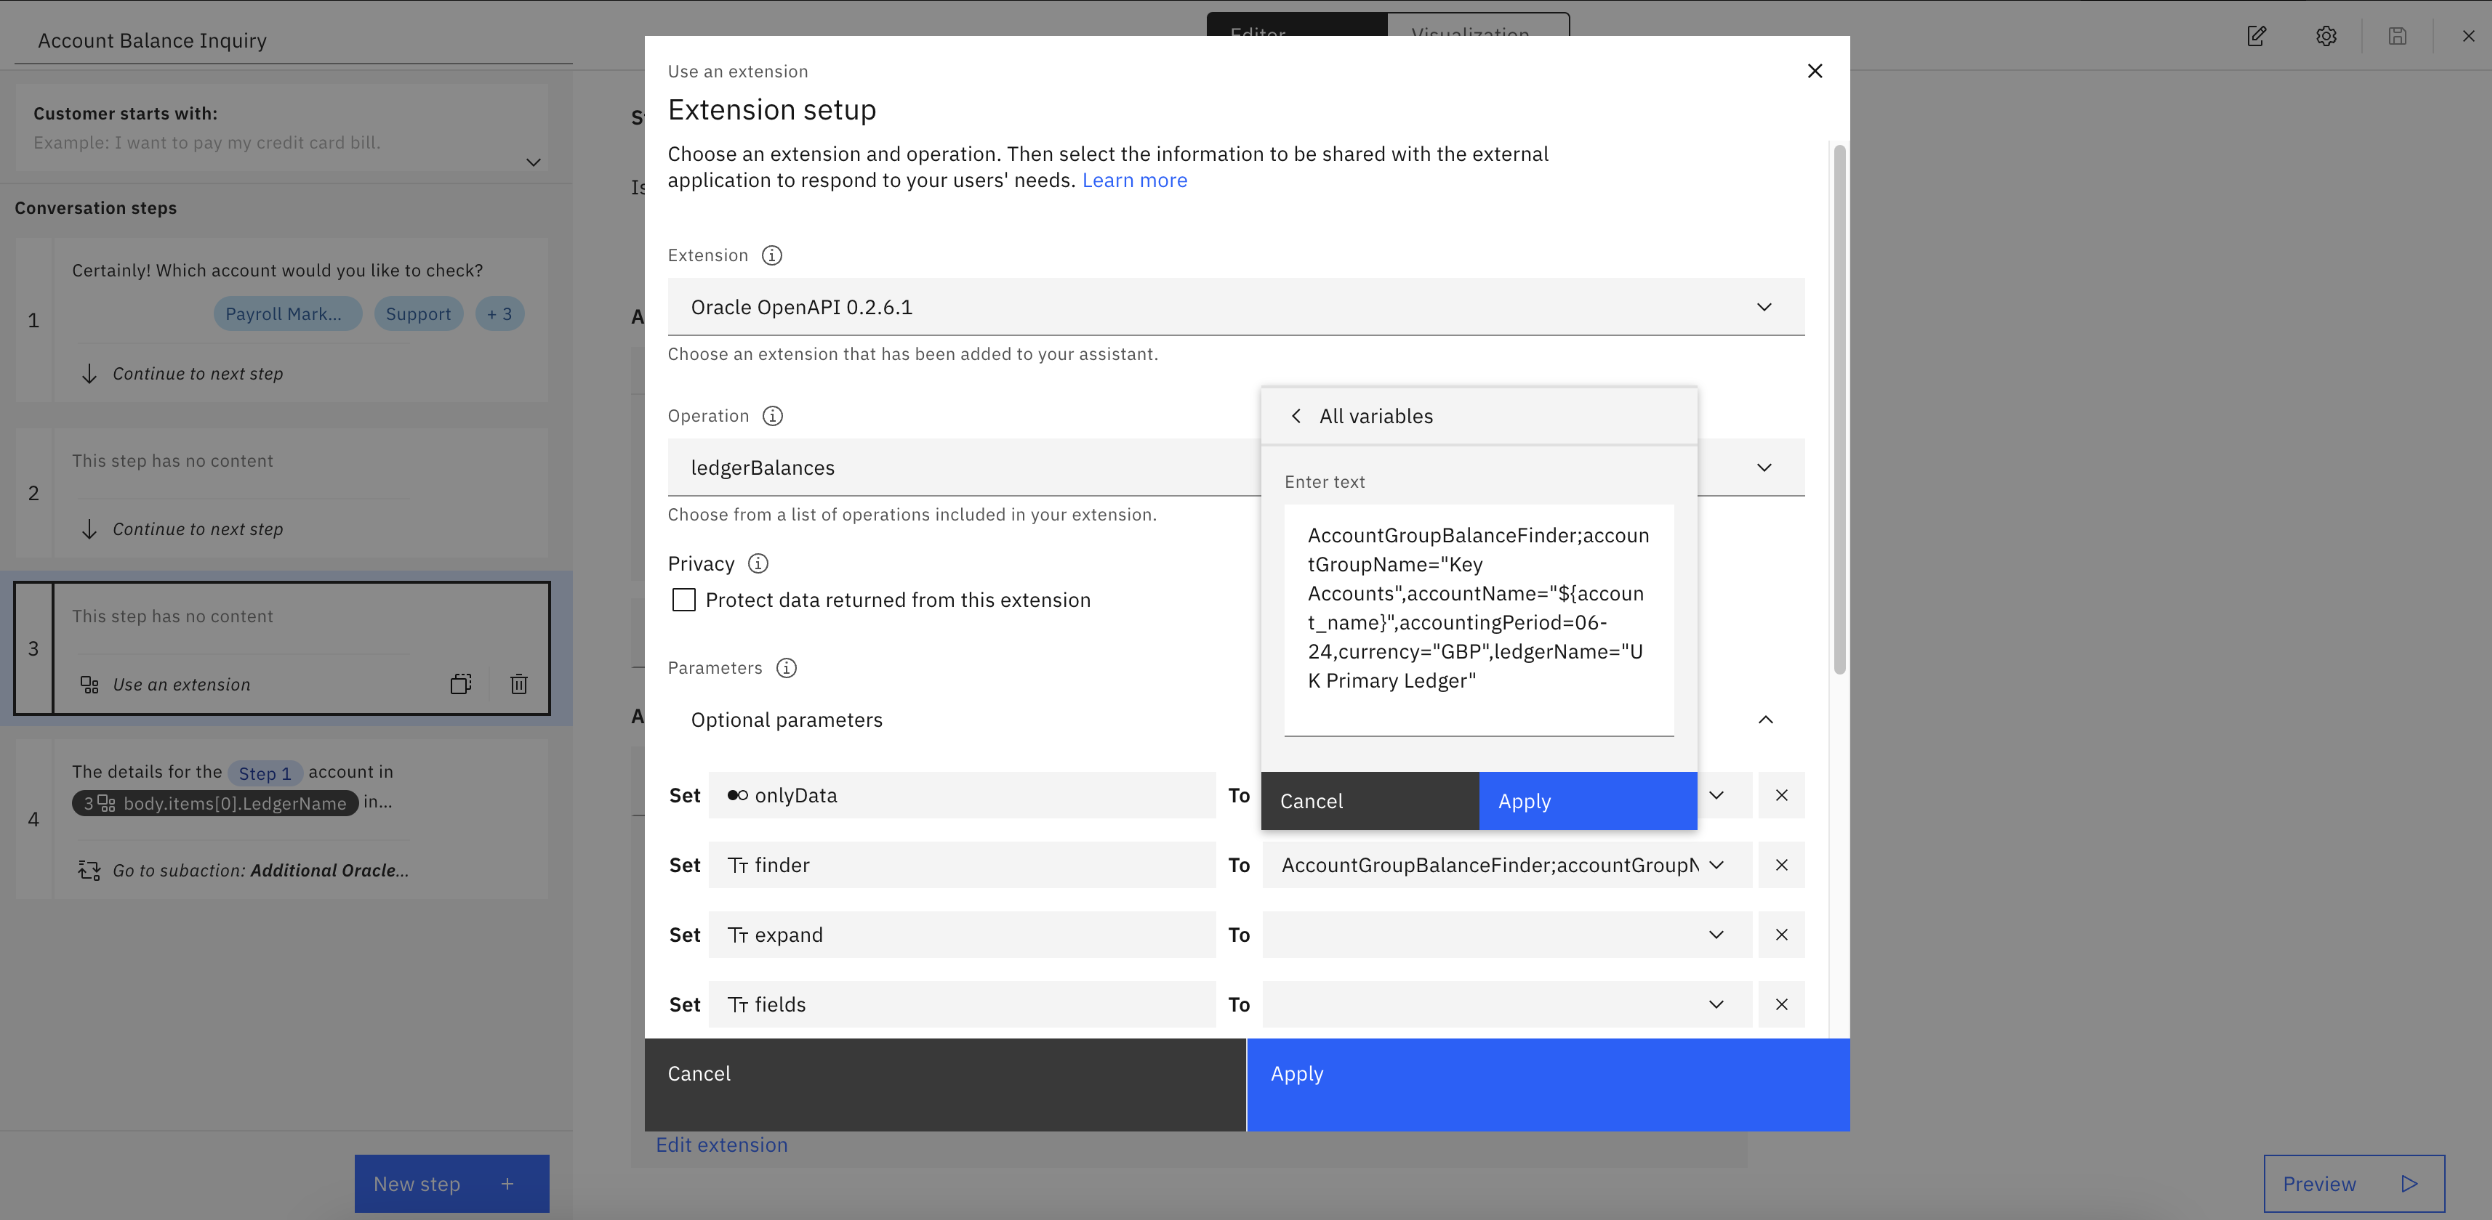 Account Balance Inquiry
Editor
Visualization
Customer starts with:
Example: I want to pay my credit card bill.
Conversation steps
1
Certainly! Which account would you like to check?
Payroll Mark...
Support
+ 3
Continue to next step
2
This step has no content
Continue to next step
3
This step has no content
Use an extension
4
The details for the Step 1 account in
3 body.items[0].LedgerName in...
Go to subaction: Additional Oracle...
New step +
Use an extension
Extension setup
Choose an extension and operation. Then select the information to be shared with the external
application to respond to your users' needs. Learn more
Extension
Oracle OpenAPI 0.2.6.1
Choose an extension that has been added to your assistant.
Operation
ledgerBalances
Choose from a list of operations included in your extension.
Privacy
Protect data returned from this extension
Parameters
Optional parameters
Set onlyData To
Set Tт finder To AccountGroupBalanceFinder;accountGroupN
Set Tт expand To
Set Tт fields To
All variables
Enter text
AccountGroupBalanceFinder;accoun
tGroupName="Key
Accounts",accountName="${accoun
t_name}",accountingPeriod=06-
24,currency="GBP",ledgerName="U
K Primary Ledger"
Cancel
Apply
Cancel
Apply
Edit extension
Preview